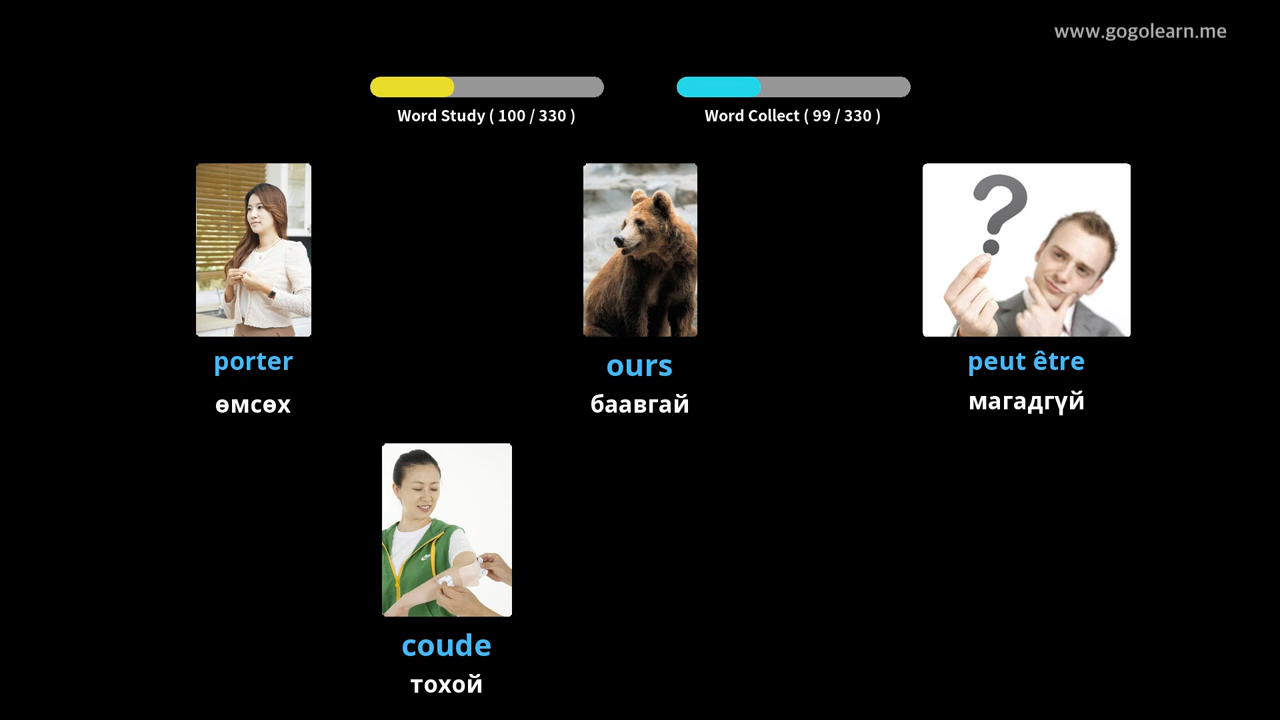 www.gogolearn.me
Word Study ( 100 / 330 )
Word Collect ( 99 / 330 )
porter
өмсөх
ours
баавгай
peut être
магадгүй
coude
тохой